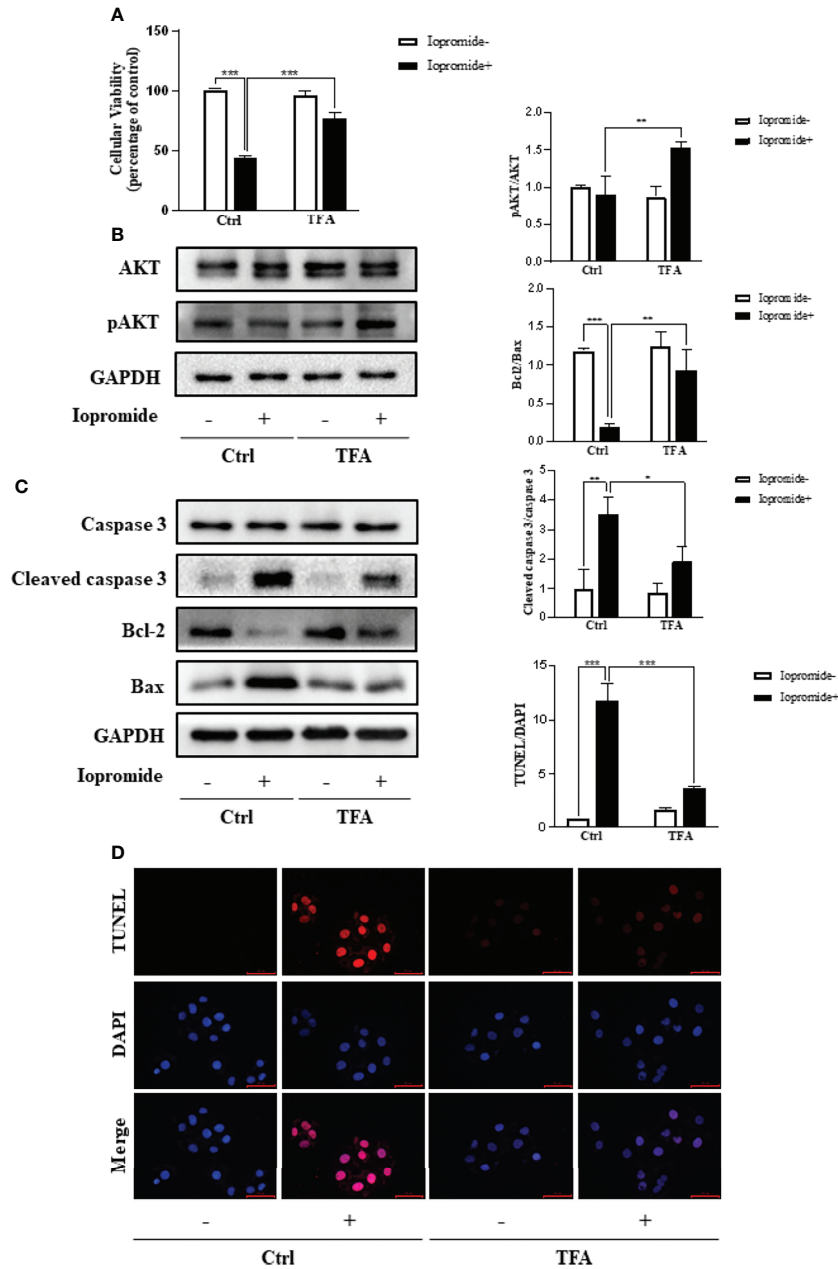 A
Cellular Viability
(percentage of control)
150
100
50
0
***
***
Ctrl
TFA
Iopromide-
Iopromide+
pAKT/AKT
2.0
1.5
1.0
0.5
0.0
**
Ctrl
TFA
Iopromide-
Iopromide+
B
AKT
pAKT
GAPDH
Iopromide - + - +
Ctrl TFA
Bcl2/Bax
2.0
1.5
1.0
0.5
0.0
***
**
Ctrl
TFA
Iopromide-
Iopromide+
C
Caspase 3
Cleaved caspase 3
Bcl-2
Bax
GAPDH
Iopromide - + - +
Ctrl TFA
Cleaved caspase 3/caspase 3
5
4
3
2
1
0
**
*
Ctrl
TFA
Iopromide-
Iopromide+
TUNEL/DAPI
15
10
5
0
***
***
Ctrl
TFA
Iopromide-
Iopromide+
D
TUNEL
DAPI
Merge
- + - +
Ctrl TFA